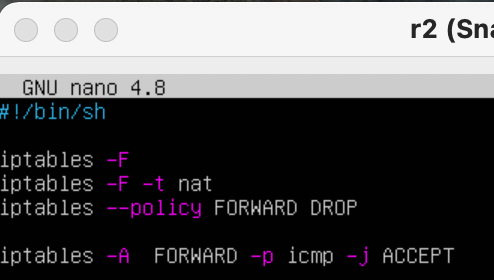 r2 (Sna
GNU nano 4.8
#!/bin/sh
iptables -F
iptables -F -t nat
iptables --policy FORWARD DROP
iptables -A  FORWARD -p icmp -j ACCEPT